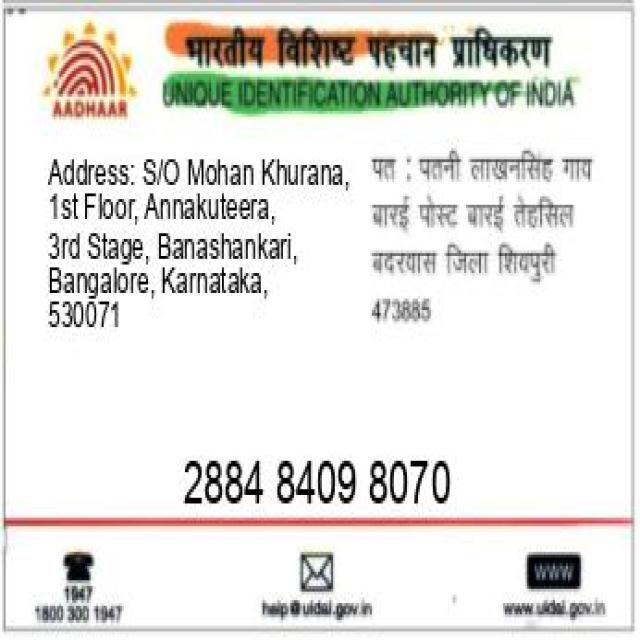 भारतीय विशिष्ट पहचान प्राधिकरण
AADHAAR
UNIQUE IDENTIFICATION AUTHORITY OF INDIA
Address: S/O Mohan Khurana,
1st Floor, Annakuteera,
3rd Stage, Banashankari,
Bangalore, Karnataka,
530071
पत : पतनी लाखनसिंह गाव
बारई पोस्ट बारई तेहसिल
बदरवास जिला शिवपुरी
473885
2884 8409 8070
1947
1800 300 1947
help@uidai.gov.in
www
www.uidai.gov.in